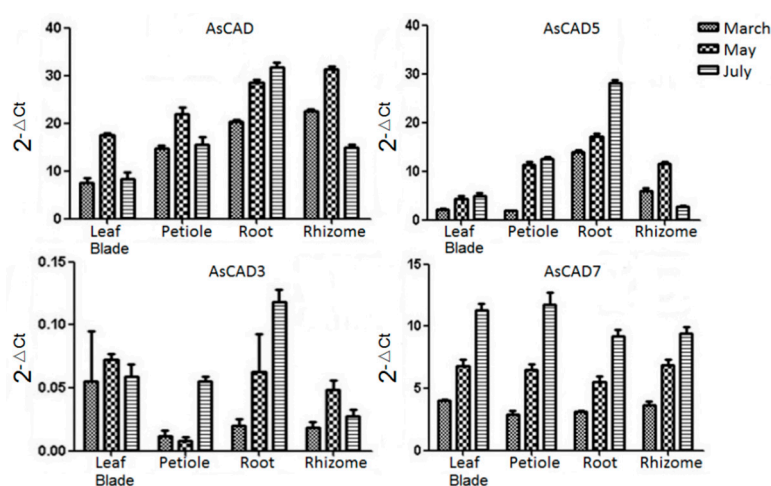 AsCAD
40
30
20
10
0
2-△Ct
Leaf Blade
Petiole
Root
Rhizome
AsCAD5
40
30
20
10
0
2-△Ct
Leaf Blade
Petiole
Root
Rhizome
March
May
July
AsCAD3
0.15
0.10
0.05
0.00
2-△Ct
Leaf Blade
Petiole
Root
Rhizome
AsCAD7
15
10
5
0
2-△Ct
Leaf Blade
Petiole
Root
Rhizome